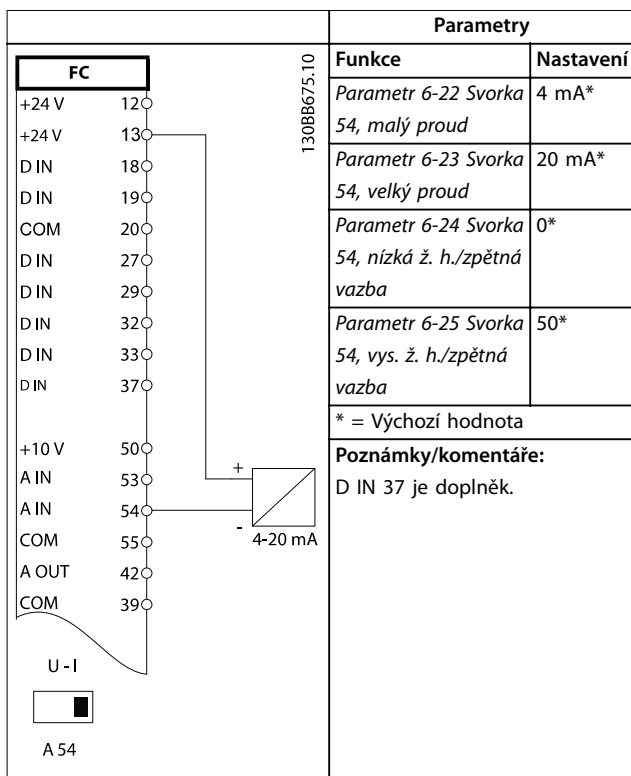 Parametry
FC
+24 V 12
+24 V 13
D IN 18
D IN 19
COM 20
D IN 27
D IN 29
D IN 32
D IN 33
D IN 37
+10 V 50
A IN 53
A IN 54
COM 55
A OUT 42
COM 39
U - I
A 54
130BB675.10
+
-
4-20 mA
Funkce Nastavení
Parametr 6-22 Svorka 4 mA*
54, malý proud
Parametr 6-23 Svorka 20 mA*
54, velký proud
Parametr 6-24 Svorka 0*
54, nízká ž. h./zpětná
vazba
Parametr 6-25 Svorka 50*
54, vys. ž. h./zpětná
vazba
* = Výchozí hodnota
Poznámky/komentáře:
D IN 37 je doplněk.